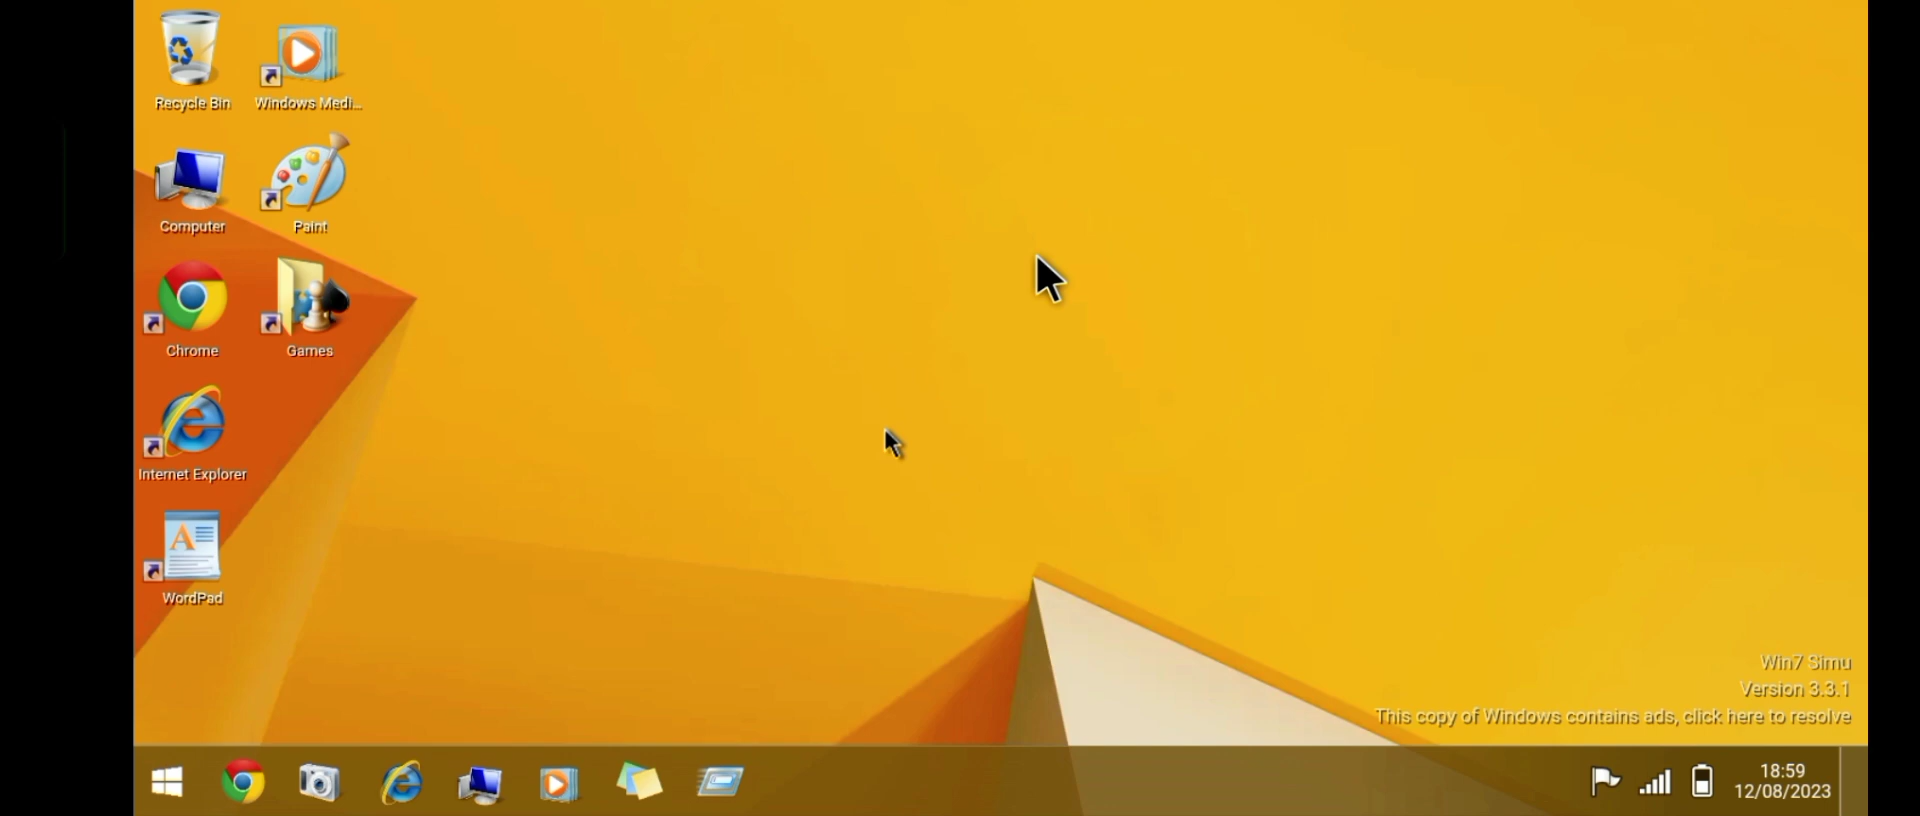 Recycle Bin
Windows Medi...
Computer
Paint
Chrome
Games
Internet Explorer
WordPad
Win7 Simu
Version 3.3.1
This copy of Windows contains ads, click here to resolve
18:59
12/08/2023